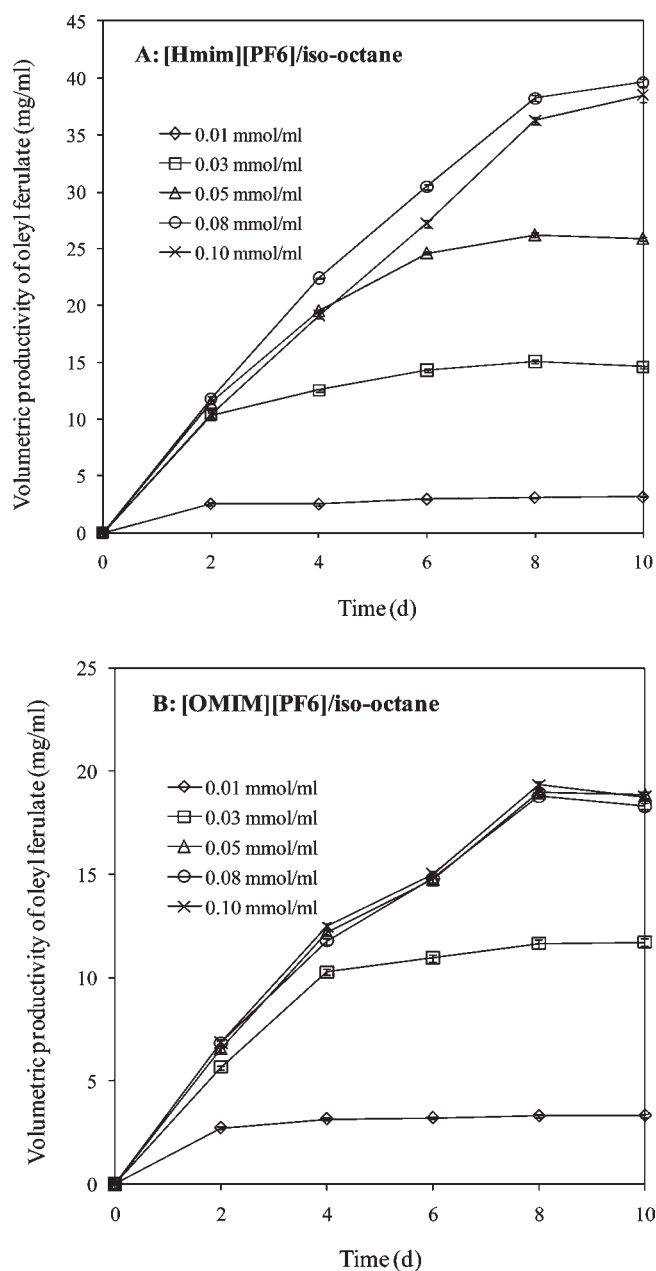 A: [Hmim][PF6]/iso-octane
Volumetric productivity of oleyl ferulate (mg/ml)
45
40
35
30
25
20
15
10
5
0
0.01 mmol/ml
0.03 mmol/ml
0.05 mmol/ml
0.08 mmol/ml
0.10 mmol/ml
0 2 4 6 8 10
Time (d)
B: [OMIM][PF6]/iso-octane
Volumetric productivity of oleyl ferulate (mg/ml)
25
20
15
10
5
0
0.01 mmol/ml
0.03 mmol/ml
0.05 mmol/ml
0.08 mmol/ml
0.10 mmol/ml
0 2 4 6 8 10
Time (d)